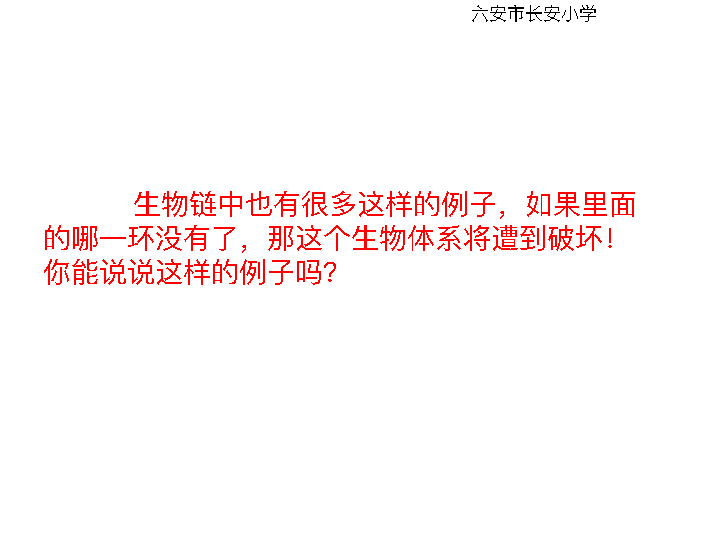 六安市长安小学
生物链中也有很多这样的例子，如果里面
的哪一环没有了，那这个生物体系将遭到破坏！
你能说说这样的例子吗？